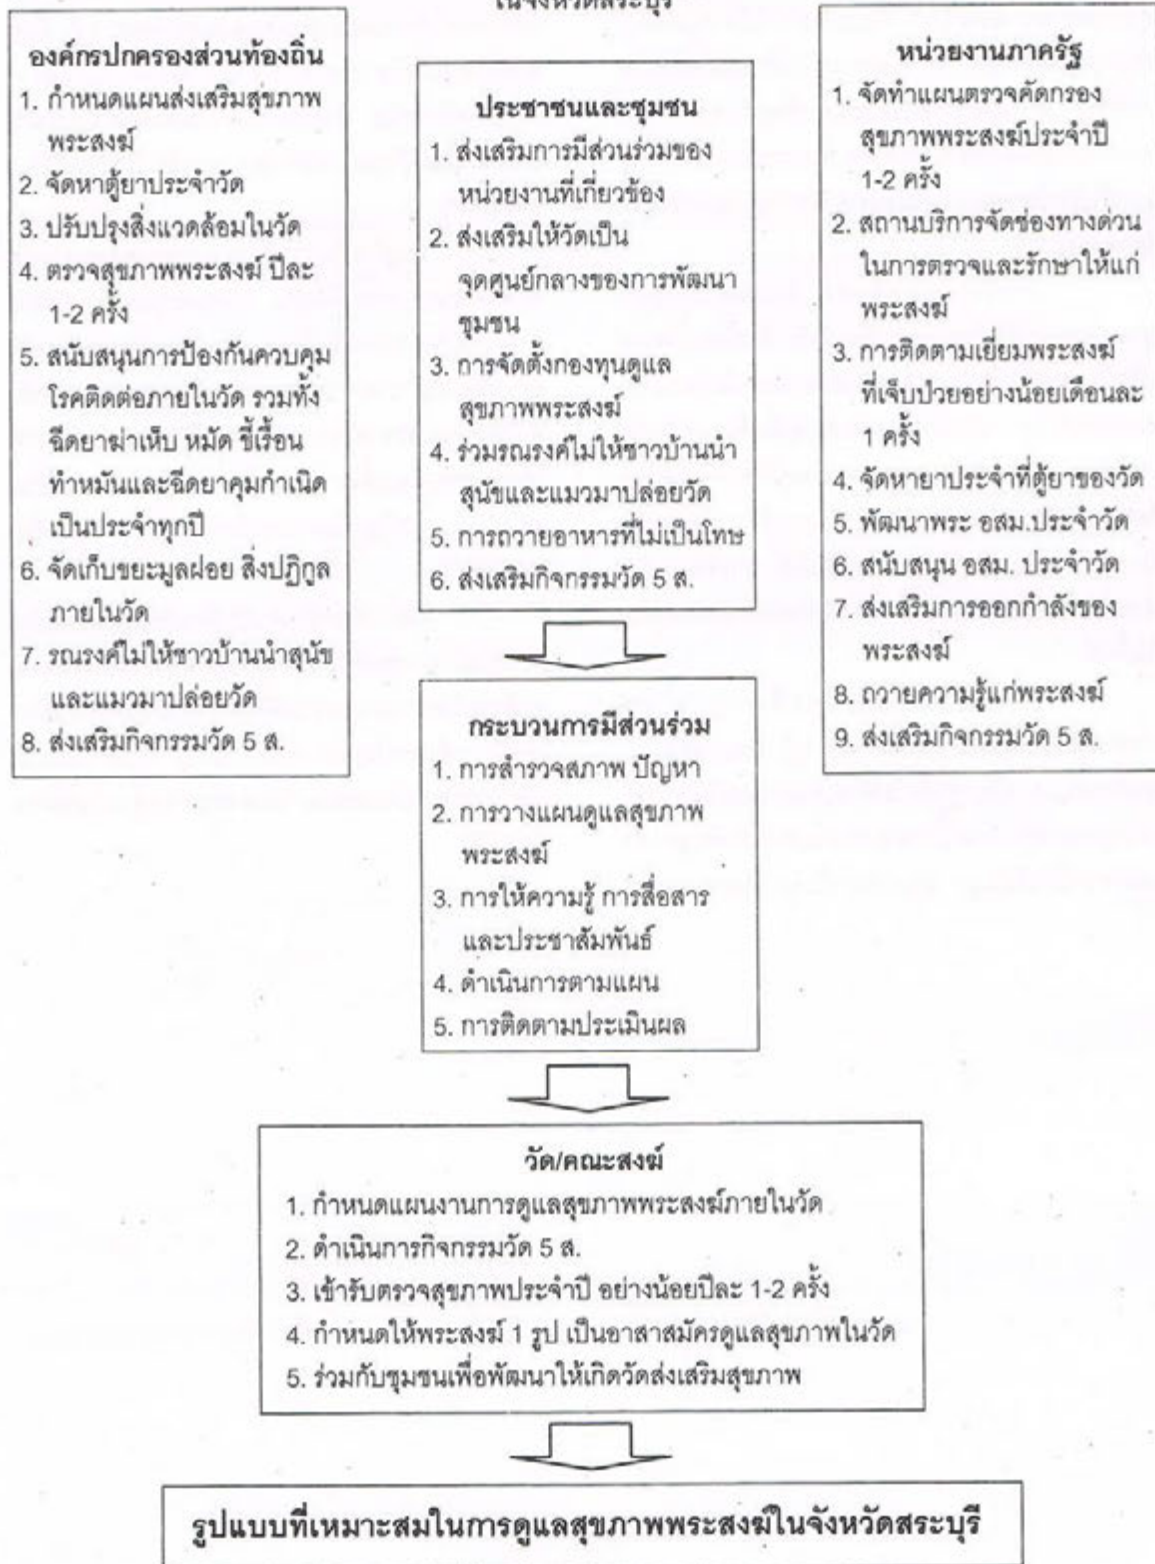 ในจังหวัดสระบุรี
องค์กรปกครองส่วนท้องถิ่น
1. กำหนดแผนส่งเสริมสุขภาพ
พระสงฆ์
2. จัดหาตู้ยาประจำวัด
3. ปรับปรุงสิ่งแวดล้อมในวัด
4. ตรวจสุขภาพพระสงฆ์ ปีละ
1-2 ครั้ง
5. สนับสนุนการป้องกันควบคุม
โรคติดต่อภายในวัด รวมทั้ง
ฉีดยาฆ่าเห็บ หมัด ขี้เรื้อน
ทำหมันและฉีดยาคุมกำเนิด
เป็นประจำทุกปี
6. จัดเก็บขยะมูลฝอย สิ่งปฏิกูล
ภายในวัด
7. รณรงค์ไม่ให้ชาวบ้านนำสุนัข
และแมวมาปล่อยวัด
8. ส่งเสริมกิจกรรมวัด 5 ส.
ประชาชนและชุมชน
1. ส่งเสริมการมีส่วนร่วมของ
หน่วยงานที่เกี่ยวข้อง
2. ส่งเสริมให้วัดเป็น
จุดศูนย์กลางของการพัฒนา
ชุมชน
3. การจัดตั้งกองทุนดูแล
สุขภาพพระสงฆ์
4. ร่วมรณรงค์ไม่ให้ชาวบ้านนำ
สุนัขและแมวมาปล่อยวัด
5. การถวายอาหารที่ไม่เป็นโทษ
6. ส่งเสริมกิจกรรมวัด 5 ส.
หน่วยงานภาครัฐ
1. จัดทำแผนตรวจคัดกรอง
สุขภาพพระสงฆ์ประจำปี
1-2 ครั้ง
2. สถานบริการจัดช่องทางด่วน
ในการตรวจและรักษาให้แก่
พระสงฆ์
3. การติดตามเยี่ยมพระสงฆ์
ที่เจ็บป่วยอย่างน้อยเดือนละ
1 ครั้ง
4. จัดหายาประจำที่ตู้ยาของวัด
5. พัฒนาพระ อสม.ประจำวัด
6. สนับสนุน อสม. ประจำวัด
7. ส่งเสริมการออกกำลังของ
พระสงฆ์
8. ถวายความรู้แก่พระสงฆ์
9. ส่งเสริมกิจกรรมวัด 5 ส.
กระบวนการมีส่วนร่วม
1. การสำรวจสภาพ ปัญหา
2. การวางแผนดูแลสุขภาพ
พระสงฆ์
3. การให้ความรู้ การสื่อสาร
และประชาสัมพันธ์
4. ดำเนินการตามแผน
5. การติดตามประเมินผล
วัด/คณะสงฆ์
1. กำหนดแผนงานการดูแลสุขภาพพระสงฆ์ภายในวัด
2. ดำเนินการกิจกรรมวัด 5 ส.
3. เข้ารับตรวจสุขภาพประจำปี อย่างน้อยปีละ 1-2 ครั้ง
4. กำหนดให้พระสงฆ์ 1 รูป เป็นอาสาสมัครดูแลสุขภาพในวัด
5. ร่วมกับชุมชนเพื่อพัฒนาให้เกิดวัดส่งเสริมสุขภาพ
รูปแบบที่เหมาะสมในการดูแลสุขภาพพระสงฆ์ในจังหวัดสระบุรี